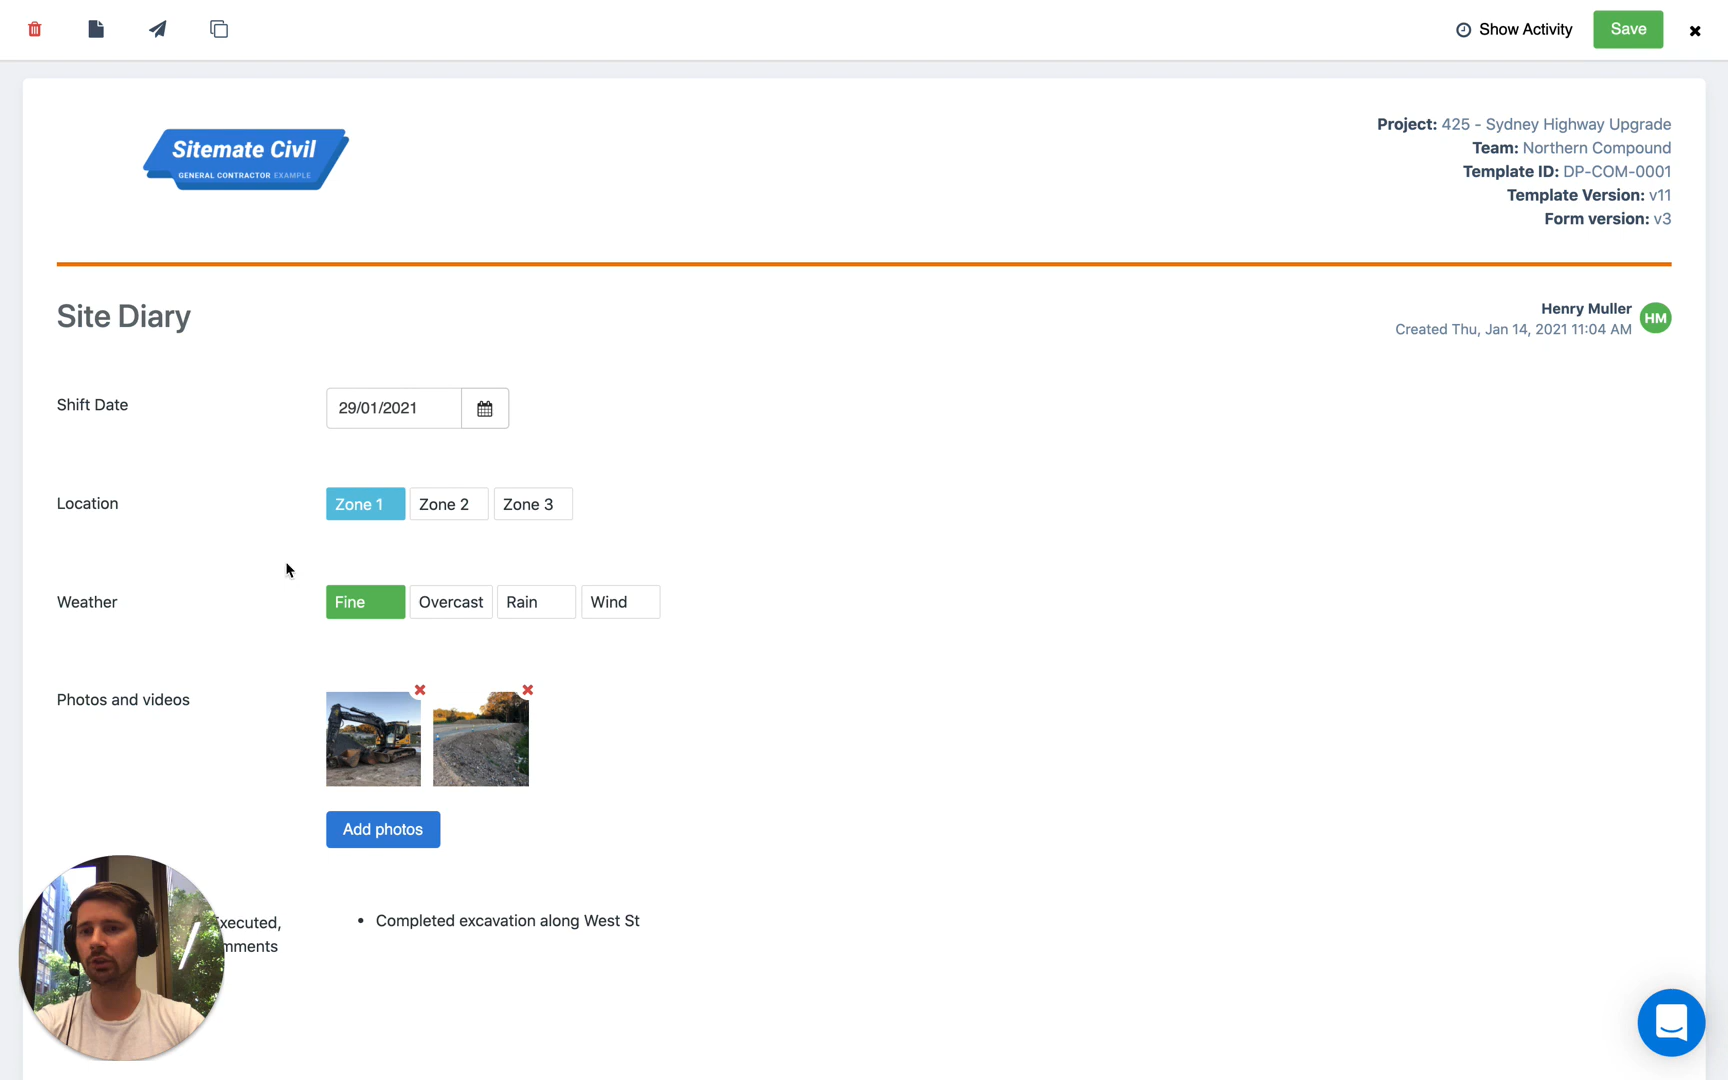 Show Activity
Save
Sitemate Civil
GENERAL CONTRACTOR EXAMPLE
Project: 425 - Sydney Highway Upgrade
Team: Northern Compound
Template ID: DP-COM-0001
Template Version: v11
Form version: v3
Site Diary
Henry Muller
Created Thu, Jan 14, 2021 11:04 AM
HM
Shift Date
29/01/2021
Location
Zone 1
Zone 2
Zone 3
Weather
Fine
Overcast
Rain
Wind
Photos and videos
Add photos
• Completed excavation along West St